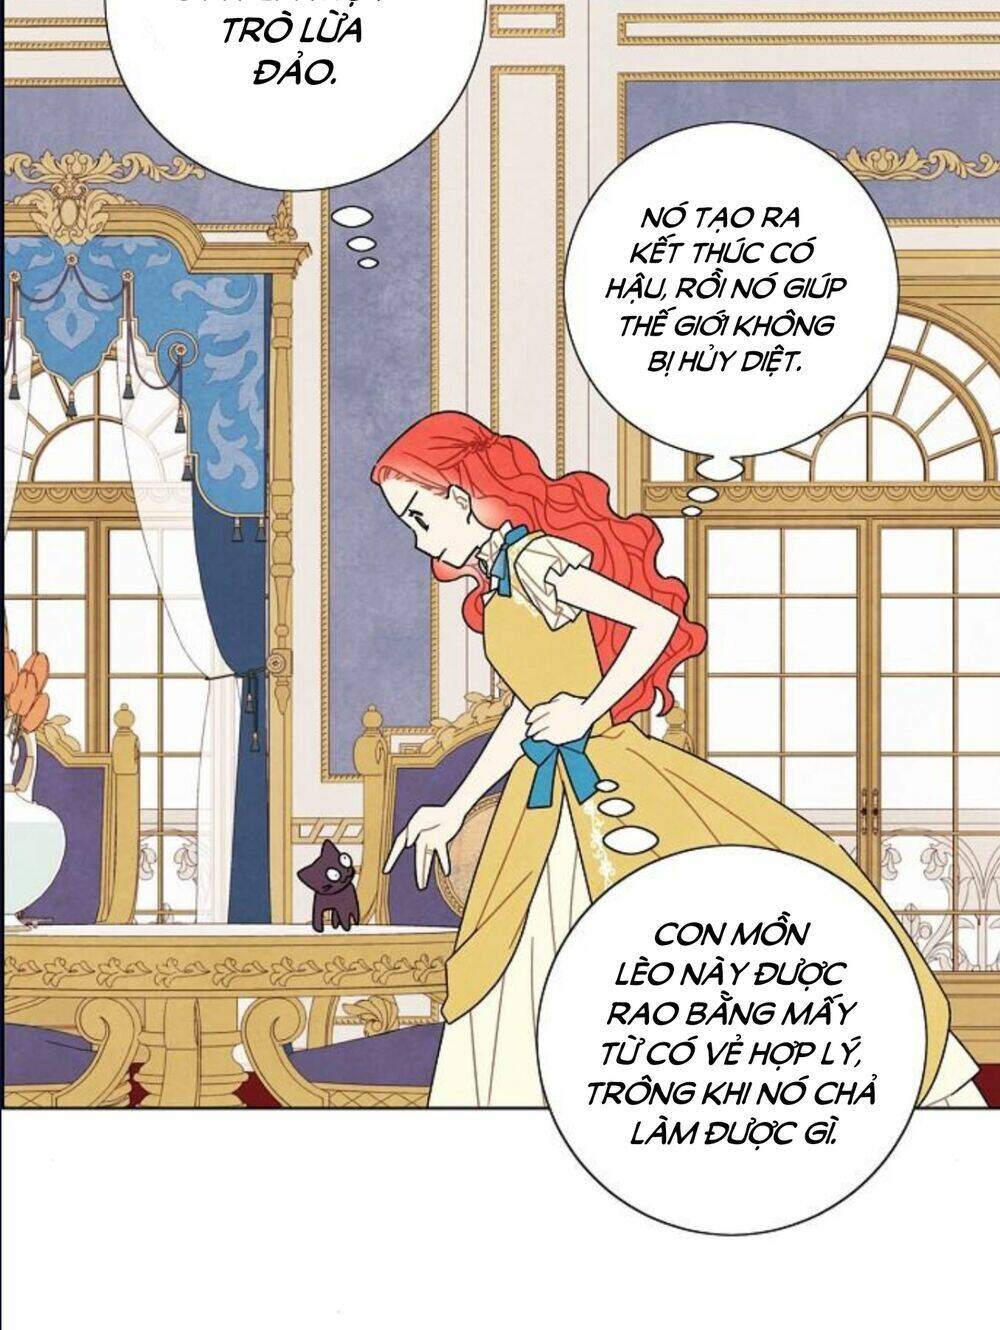 TRÒ LỪA
ĐẢO.
NÓ TẠO RA
KẾT THÚC CÓ
HẬU, RỒI NÓ GIÚP
THẾ GIỚI KHÔNG
BỊ HỦY DIỆT.
CON MỒN
LÈO NÀY ĐƯỢC
RAO BẰNG MẤY
TỪ CÓ VẺ HỢP LÝ,
TRÔNG KHI NÓ CHẢ
LÀM ĐƯỢC GÌ.